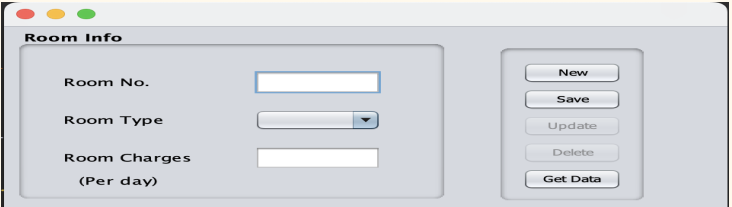 Room Info
Room No.
Room Type
Room Charges
(Per day)
New
Save
Update
Delete
Get Data